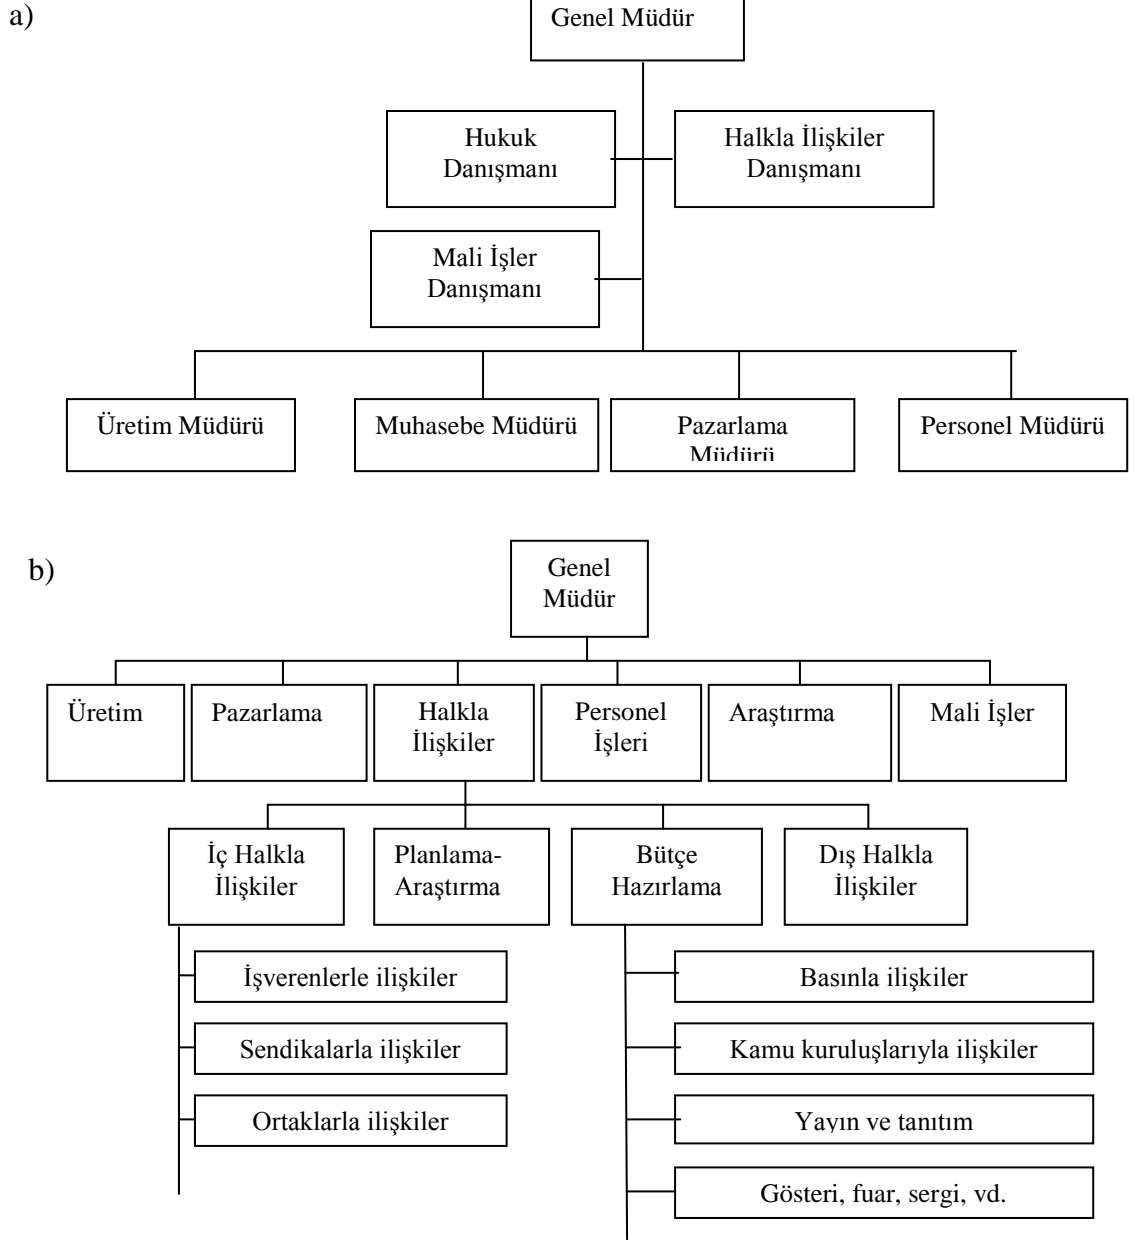 a)
Genel Müdür
Hukuk
Danışmanı
Halkla İlişkiler
Danışmanı
Mali İşler
Danışmanı
Üretim Müdürü
Muhasebe Müdürü
Pazarlama
Müdürü
Personel Müdürü
b)
Genel
Müdür
Üretim
Pazarlama
Halkla
İlişkiler
Personel
İşleri
Araştırma
Mali İşler
İç Halkla
İlişkiler
Planlama-
Araştırma
Bütçe
Hazırlama
Dış Halkla
İlişkiler
İşverenlerle ilişkiler
Sendikalarla ilişkiler
Ortaklarla ilişkiler
Basınla ilişkiler
Kamu kuruluşlarıyla ilişkiler
Yayın ve tanıtım
Gösteri, fuar, sergi, vd.